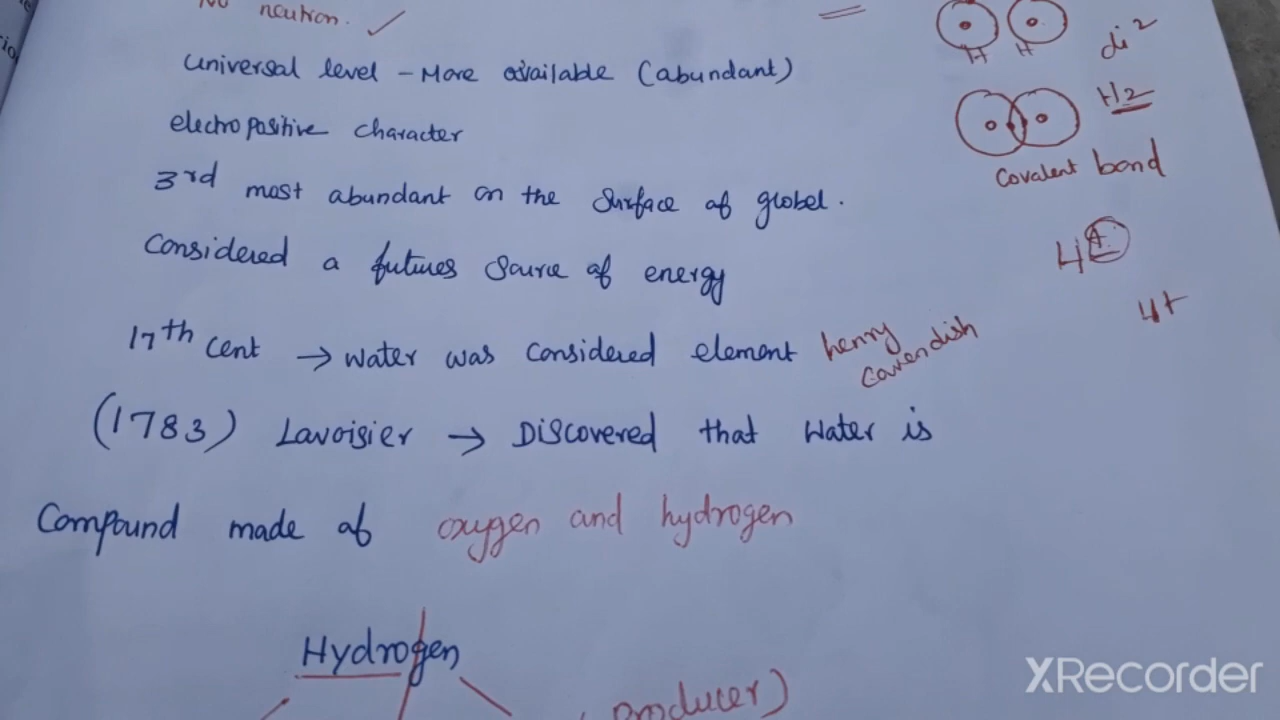 No neutron. ✓
universal level - More available (abundant)
electropositive character
3rd most abundant on the surface of globel.
Considered a futures source of energy
17th cent → water was considered element henry cavendish
(1783) Lavoisier → Discovered that water is
Compound made of oxygen and hydrogen
Hydrogen
producer)
H H
di 2
H2
Covalent bond
4t
XRecorder